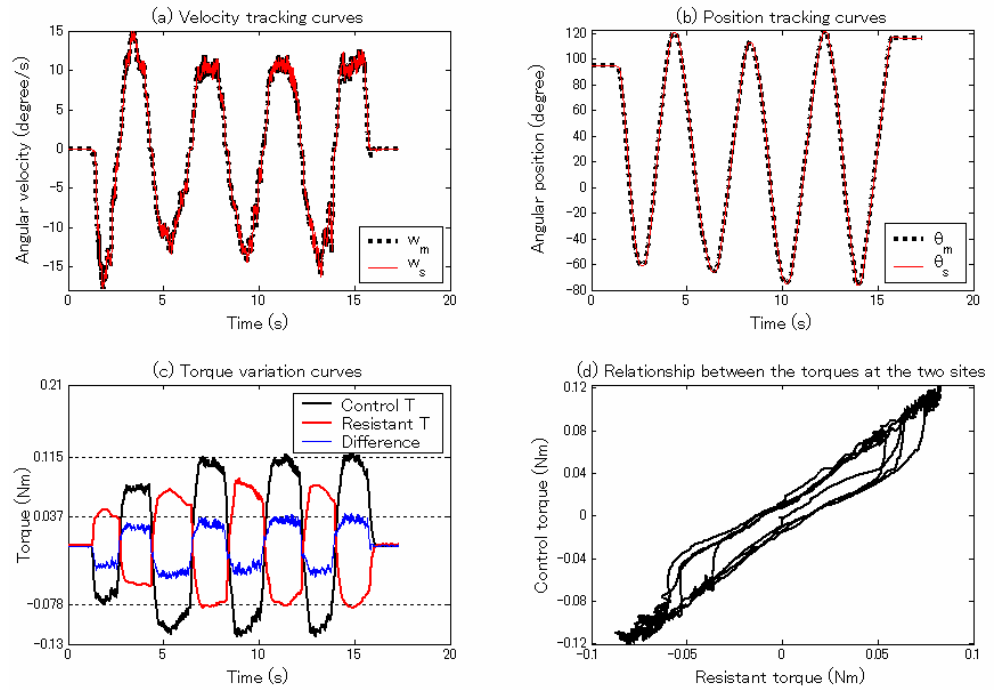 (a) Velocity tracking curves
15
10
5
0
-5
-10
-15
0 5 10 15 20
Angular velocity (degree/s)
Time (s)
w_m
w_s
(b) Position tracking curves
120
100
80
60
40
20
0
-20
-40
-60
-80
0 5 10 15 20
Angular position (degree)
Time (s)
θ_m
θ_s
(c) Torque variation curves
0.21
0.115
0.037
-0.078
-0.13
0 5 10 15 20
Torque (Nm)
Time (s)
Control T
Resistant T
Difference
(d) Relationship between the torques at the two sites
0.12
0.08
0.04
0
-0.04
-0.08
-0.12
-0.1 -0.05 0 0.05 0.1
Control torque (Nm)
Resistant torque (Nm)